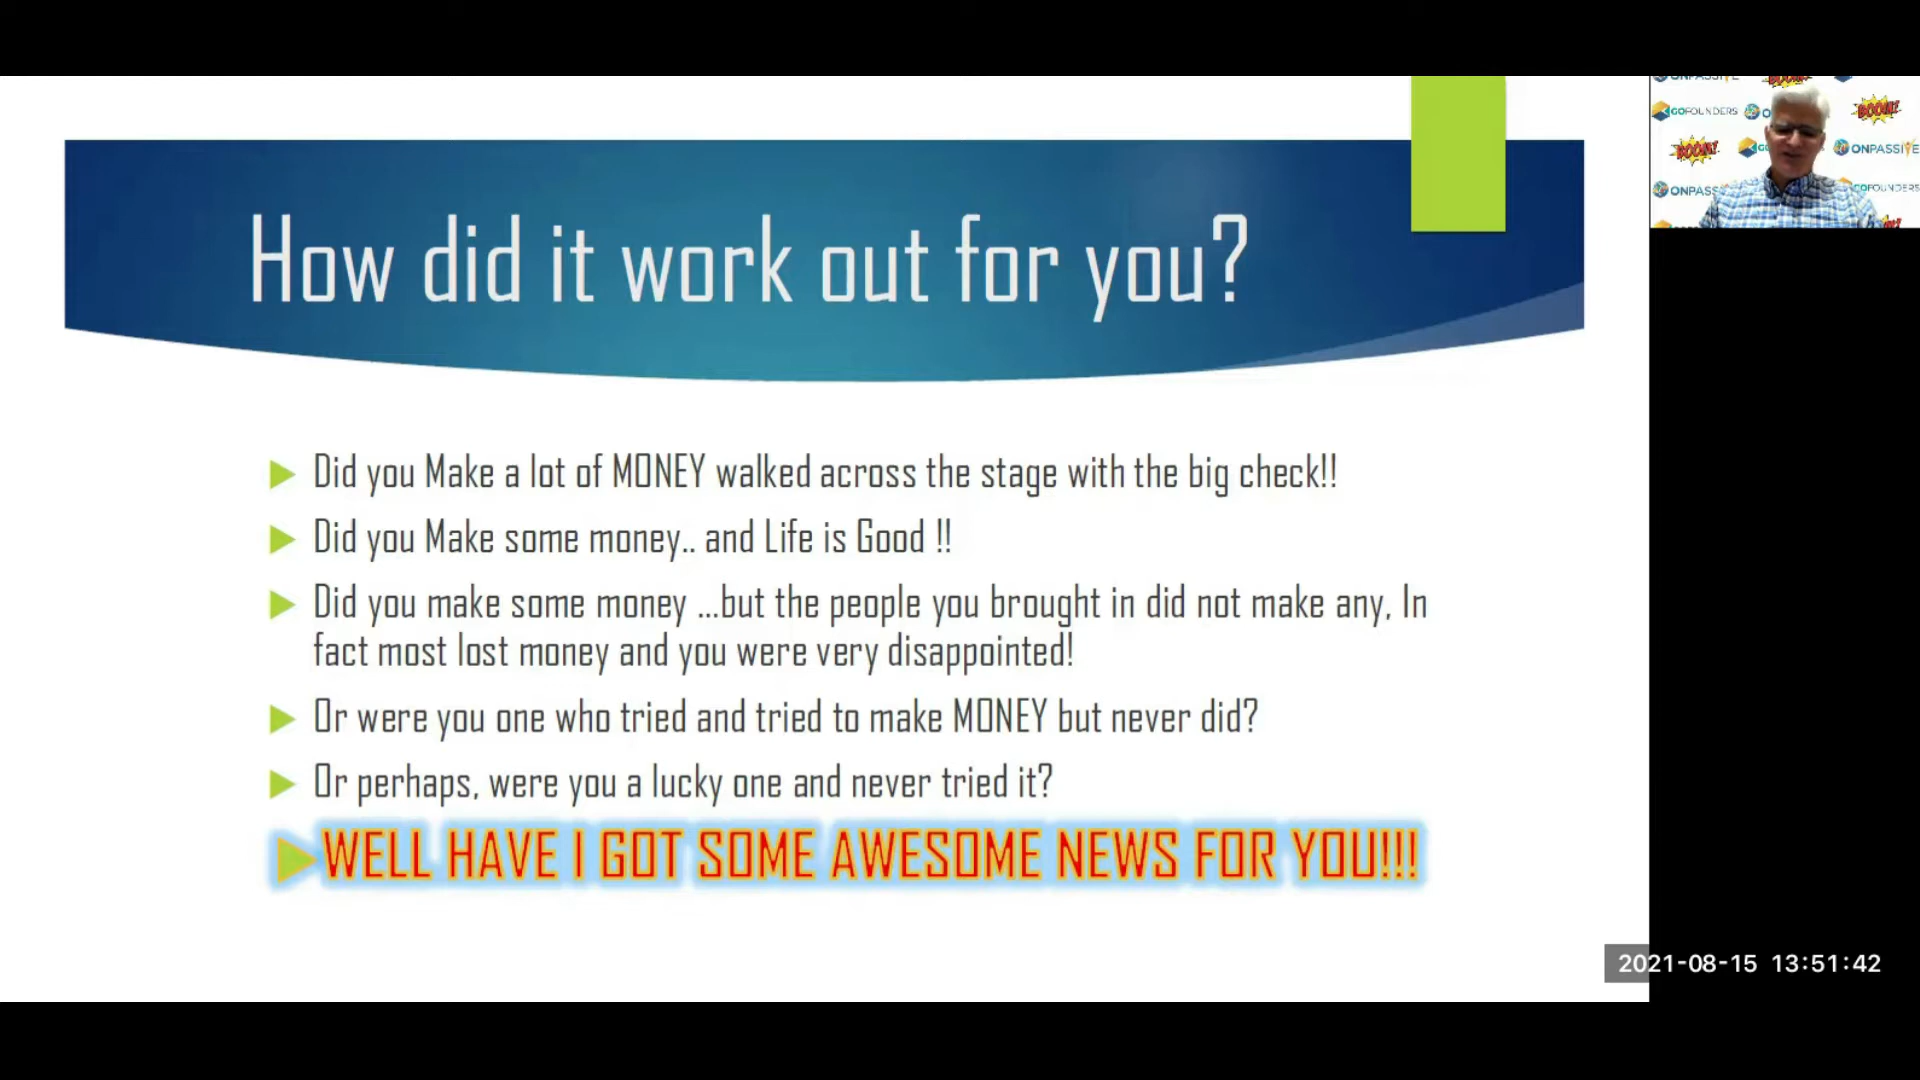 How did it work out for you?
Did you Make a lot of MONEY walked across the stage with the big check!!
Did you Make some money.. and Life is Good !!
Did you make some money ...but the people you brought in did not make any, In
fact most lost money and you were very disappointed!
Or were you one who tried and tried to make MONEY but never did?
Or perhaps, were you a lucky one and never tried it?
WELL HAVE I GOT SOME AWESOME NEWS FOR YOU!!!
ONPASSIVE
GOFOUNDERS
BOOM!
BOOM!
ONPASSIVE
ONPASS
GOFOUNDERS
2021-08-15 13:51:42